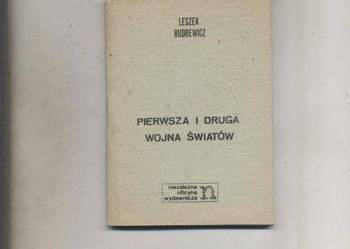 LESZEK
BUDREWICZ
PIERWSZA I DRUGA
WOJNA ŚWIATÓW
niezależna
oficyna
wydawnicza
n